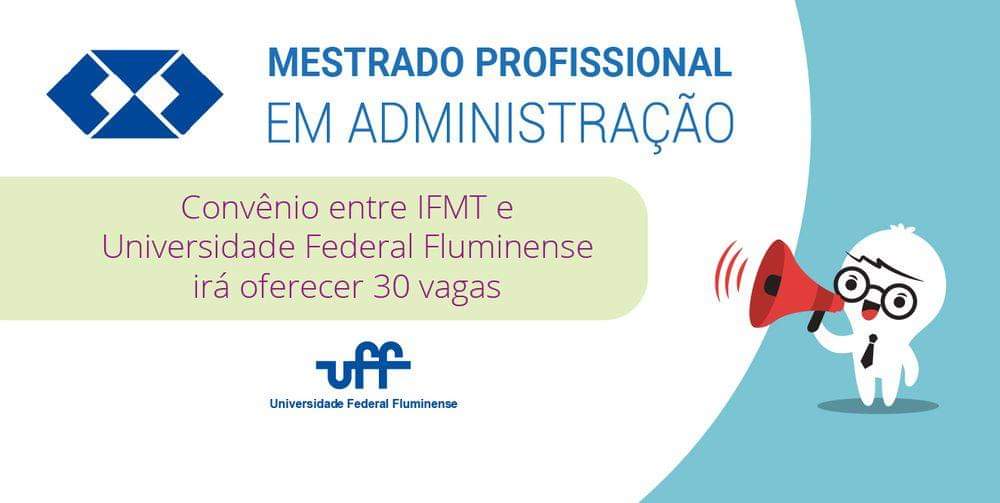 MESTRADO PROFISSIONAL
EM ADMINISTRAÇÃO
Convênio entre IFMT e
Universidade Federal Fluminense
irá oferecer 30 vagas
uff
Universidade Federal Fluminense